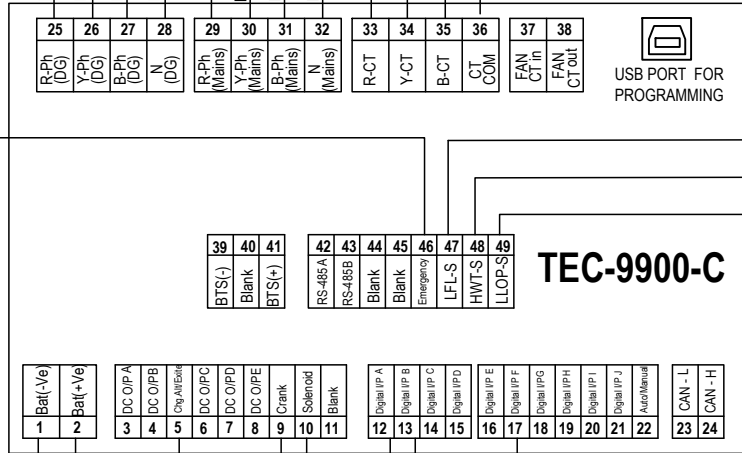 25 26 27 28 29 30 31 32 33 34 35 36 37 38
R-Ph (DG)
Y-Ph (DG)
B-Ph (DG)
N (DG)
R-Ph (Mains)
Y-Ph (Mains)
B-Ph (Mains)
N (Mains)
R-CT
Y-CT
B-CT
CT COM
FAN CT in
FAN CT out
USB PORT FOR
PROGRAMMING
39 40 41 42 43 44 45 46 47 48 49
BTS(-)
Blank
BTS(+)
RS-485A
RS-485B
Blank
Blank
Emergency
LFL-S
HWT-S
LLOP-S
TEC-9900-C
Bat(-Ve)
Bat(+Ve)
DC O/P A
DC O/PB
Chg.Alt/Exite
DC O/PC
DC O/PD
DC O/PE
Crank
Solenoid
Blank
Digital I/P A
Digital I/P B
Digital I/P C
Digital I/PD
Digital I/P E
Digital I/P F
Digital I/PG
Digital I/PH
Digital I/P I
Digital I/P J
Auto/Manual
CAN - L
CAN - H
1 2 3 4 5 6 7 8 9 10 11 12 13 14 15 16 17 18 19 20 21 22 23 24